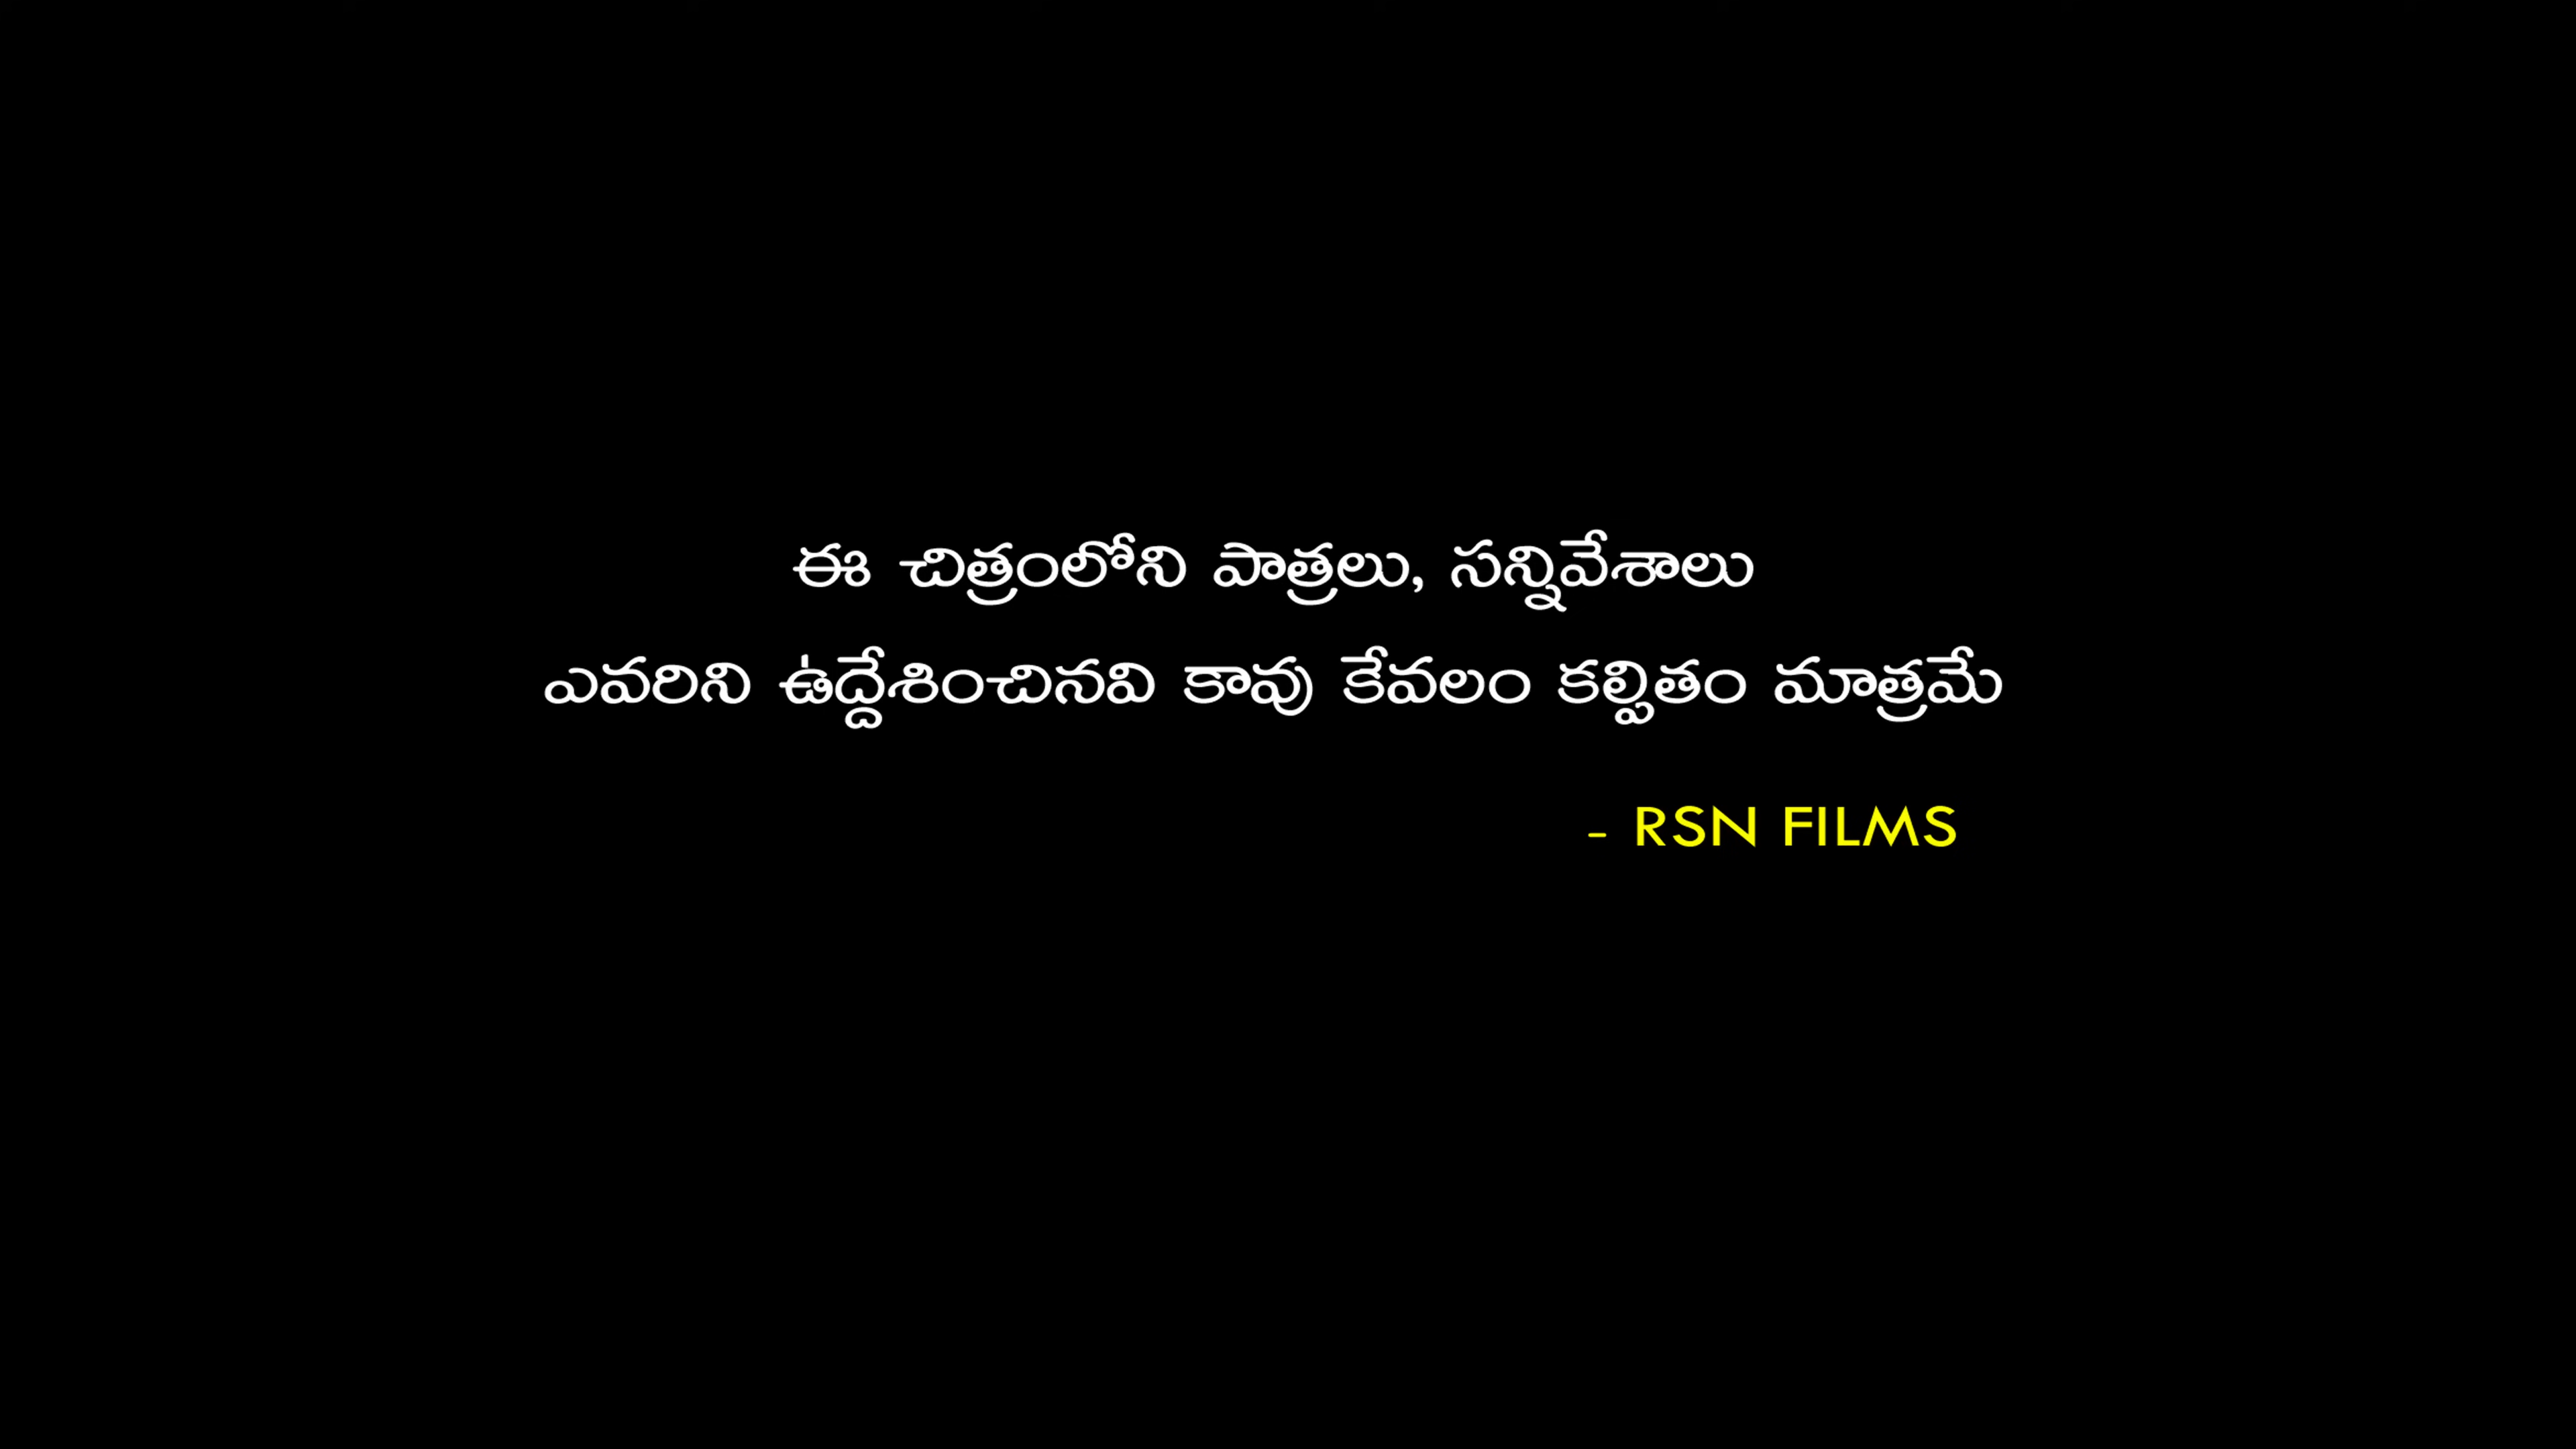 ఈ చిత్రంలోని పాత్రలు, సన్నివేశాలు
ఎవరిని ఉద్దేశించినవి కావు కేవలం కల్పితం మాత్రమే
- RSN FILMS